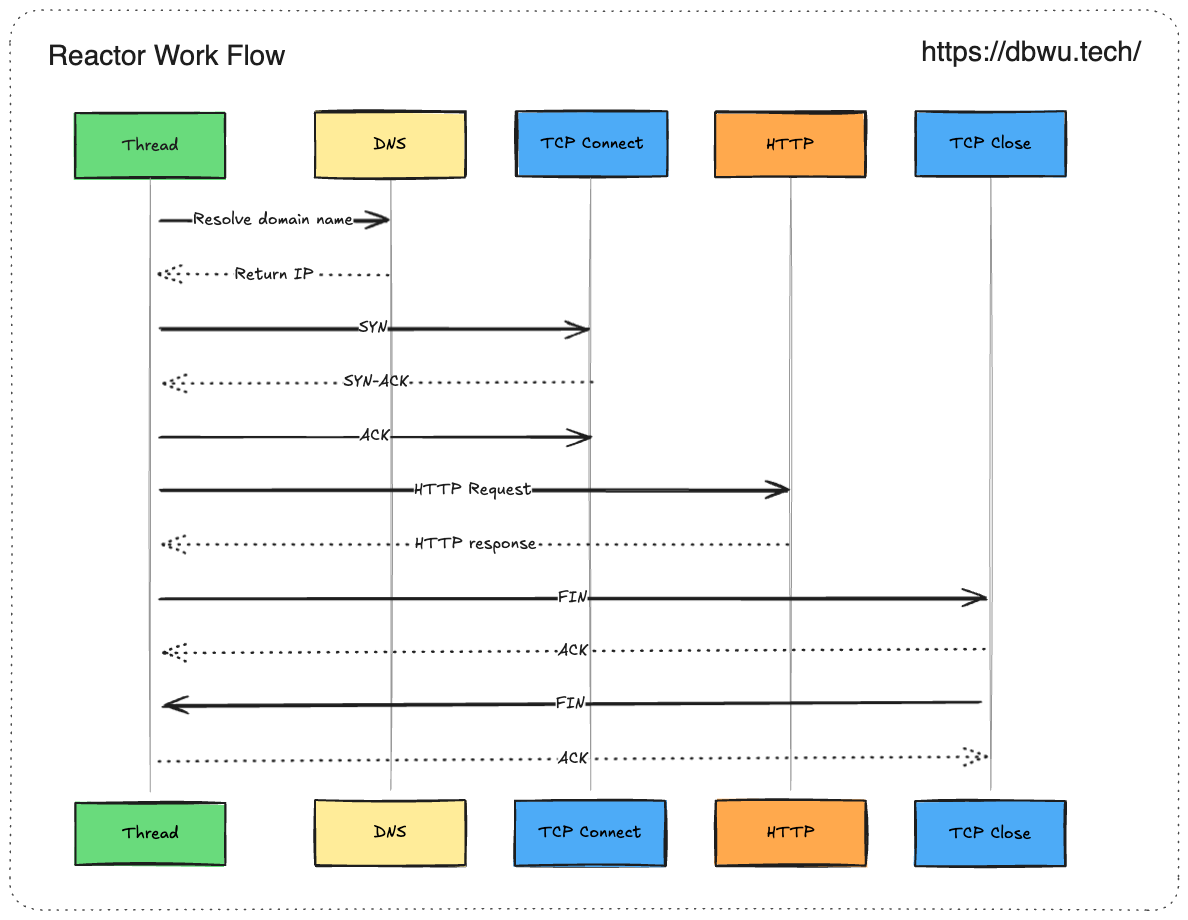 Reactor Work Flow
https://dbwu.tech/
Thread
DNS
TCP Connect
HTTP
TCP Close
Resolve domain name
Return IP
SYN
SYN-ACK
ACK
HTTP Request
HTTP response
FIN
ACK
FIN
ACK
Thread
DNS
TCP Connect
HTTP
TCP Close